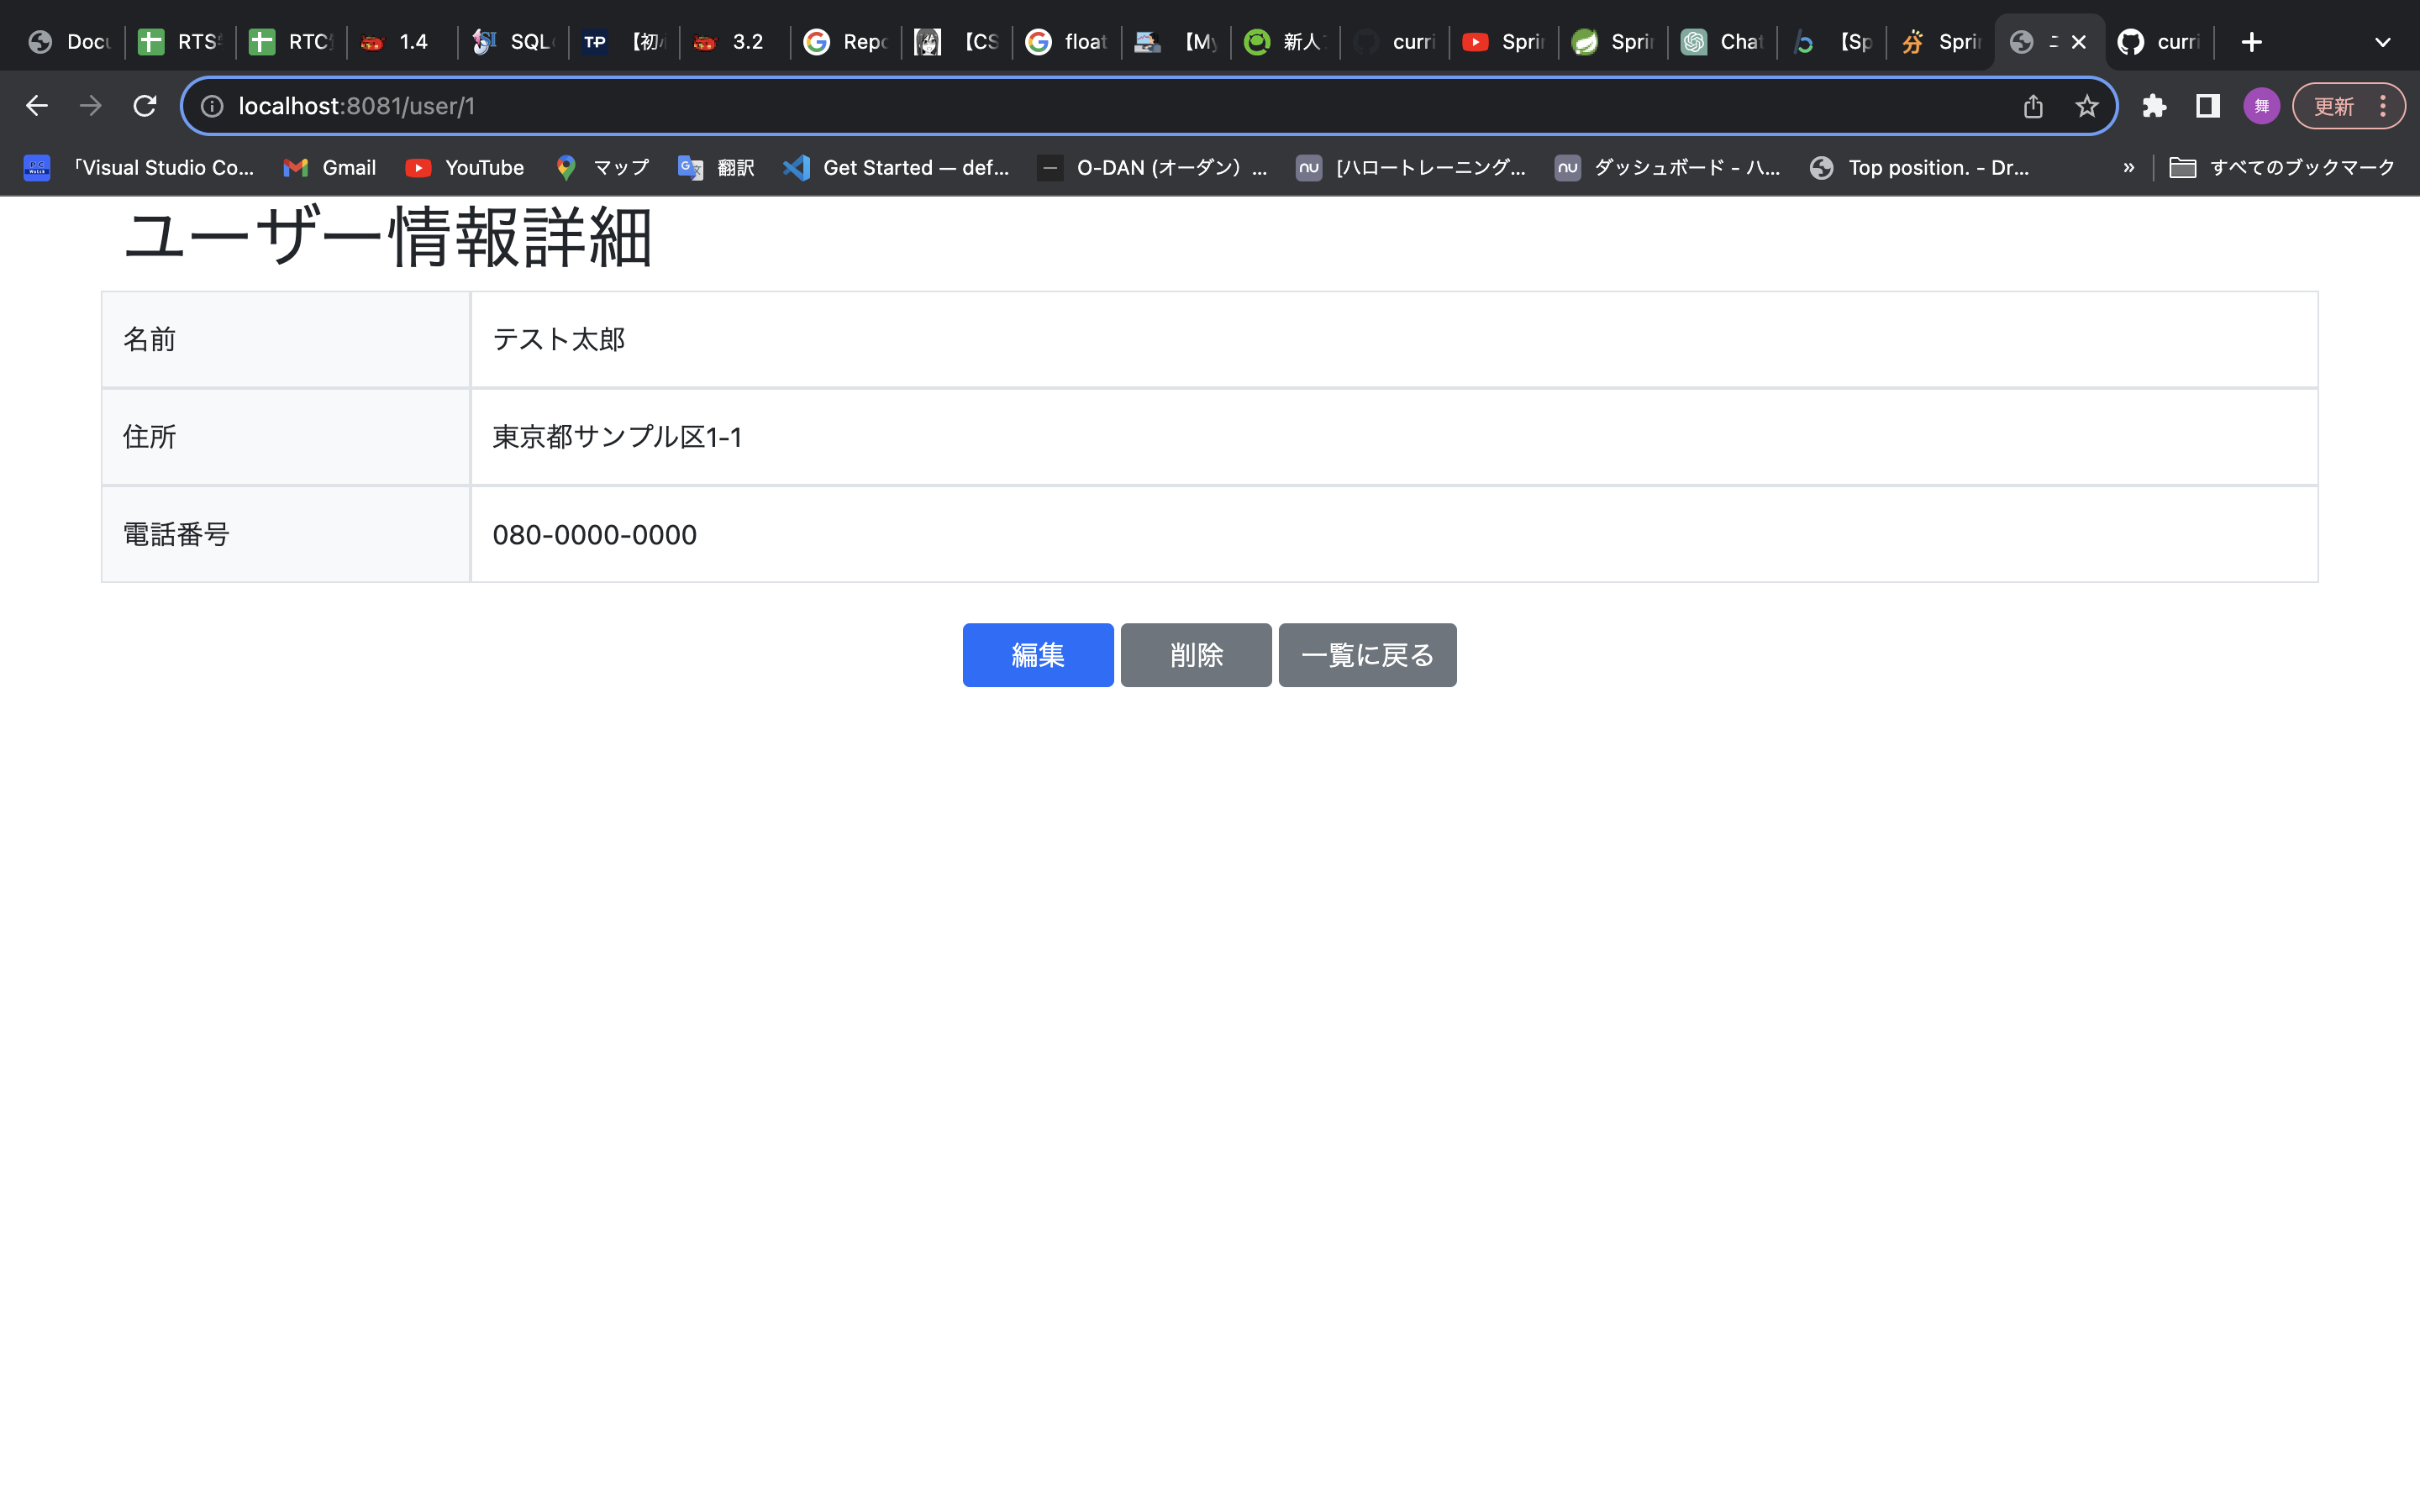 Docu
RTS
RTC
1.4
SQL
TP 【初
3.2
Repo
【CS
float
【My
新人
curri
Sprin
Sprin
Chat
【Sp
Sprin
curri
localhost:8081/user/1
舞
更新
「Visual Studio Co...
Gmail
YouTube
マップ
翻訳
Get Started — def...
O-DAN (オーダン) ...
[ハロートレーニング...
ダッシュボード - ハ...
Top position. - Dr...
»
すべてのブックマーク
ユーザー情報詳細
名前 テスト太郎
住所 東京都サンプル区1-1
電話番号 080-0000-0000
編集 削除 一覧に戻る